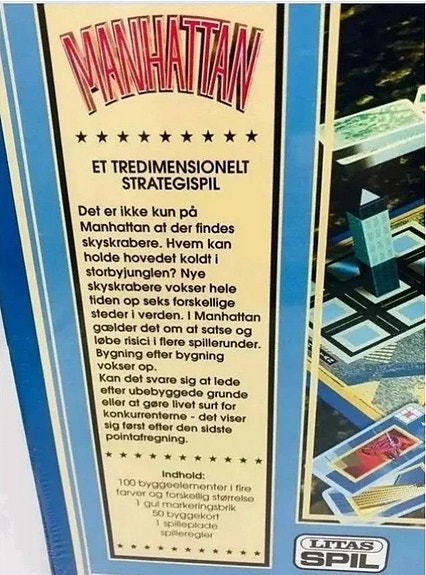 MANHATTAN
ET TREDIMENSIONELT
STRATEGISPIL
Det er ikke kun på
Manhattan at der findes
skyskrabere. Hvem kan
holde hovedet koldt i
storbyjunglen? Nye
skyskrabere vokser hele
tiden op på seks forskellige
steder i verden. I Manhattan
gælder det om at satse og
løbe risici i flere spillerunder.
Bygning efter bygning
vokser op.
Kan det svare sig at lede
efter ubebyggede grunde
eller at gøre livet surt for
konkurrenterne - det viser
sig først efter den sidste
pointafregning.
Indhold:
100 byggeelementer i fire
farver og forskellig størrelse
1 gul markeringsbrik
50 byggekort
1 spilleplade
spilleregler
LITAS
SPIL